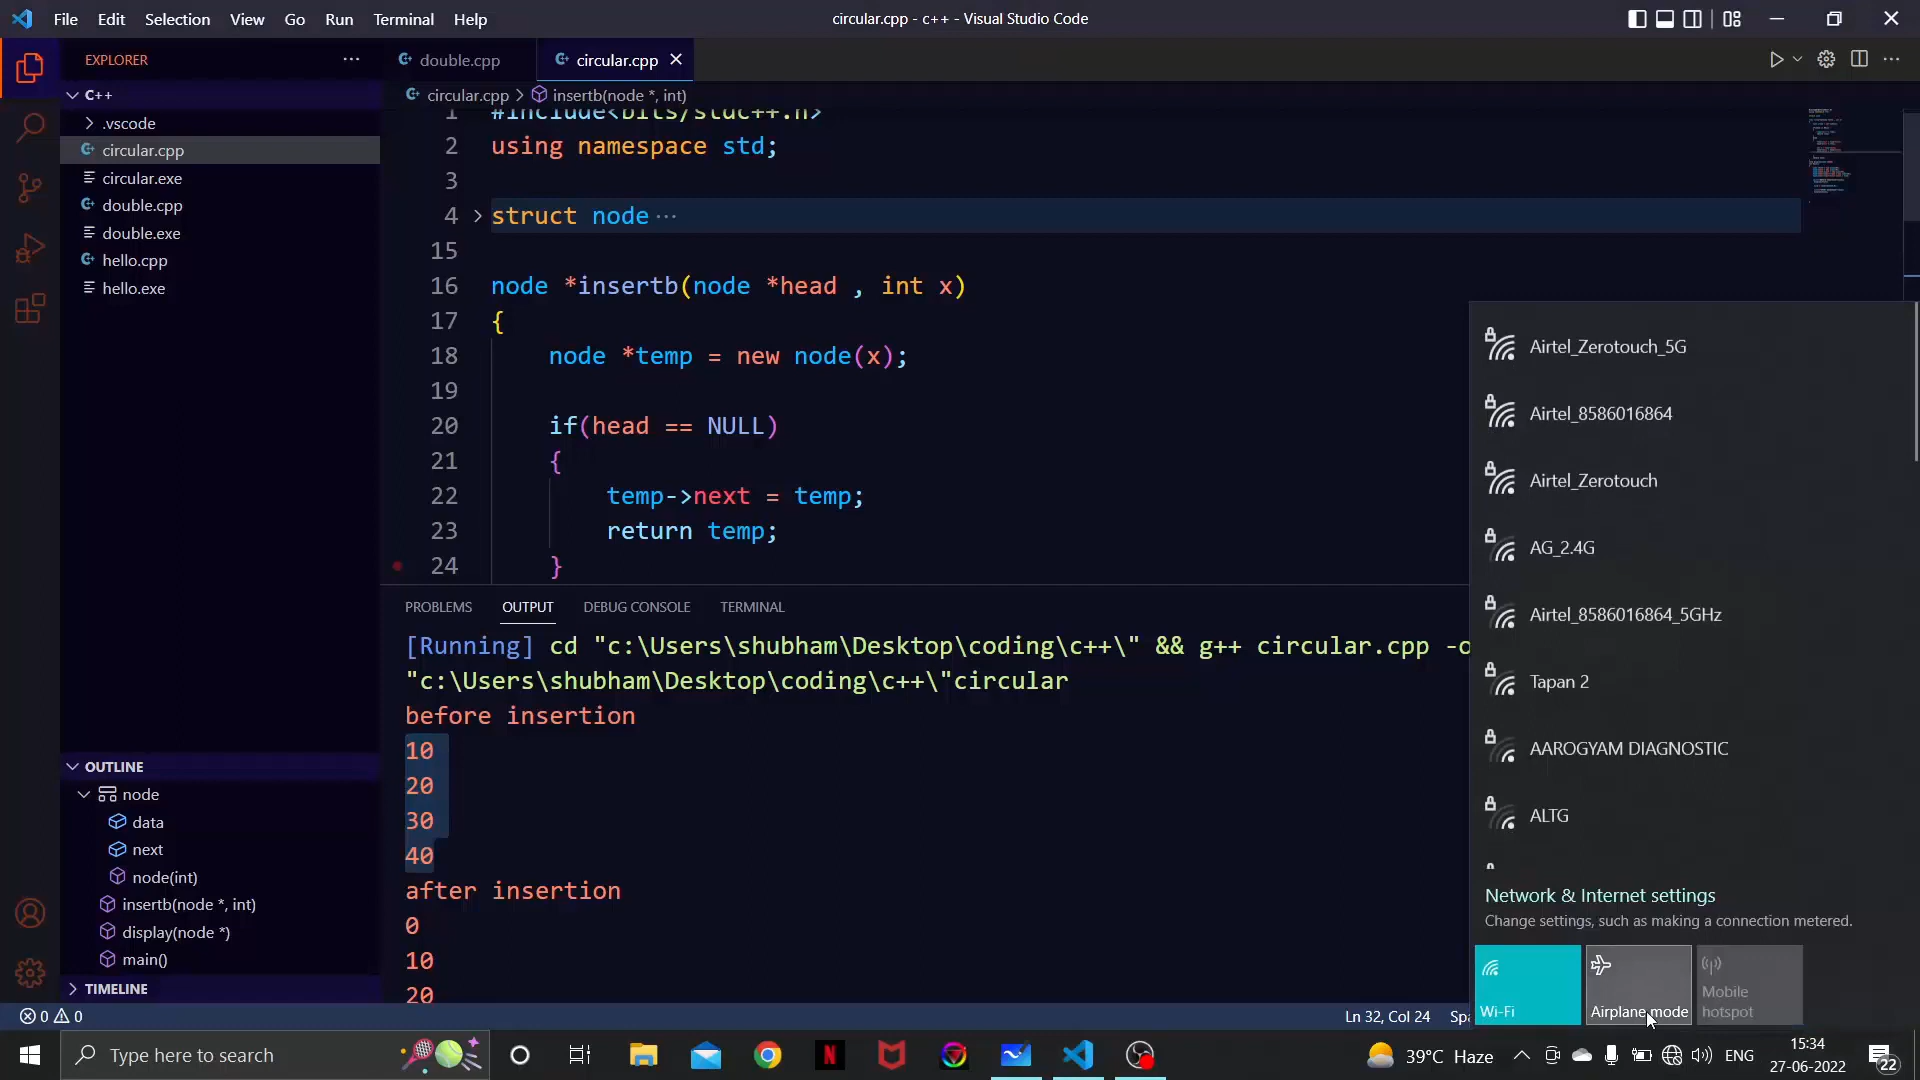 File Edit Selection View Go Run Terminal Help
circular.cpp - c++ - Visual Studio Code
EXPLORER
C++
.vscode
circular.cpp
circular.exe
double.cpp
double.exe
hello.cpp
hello.exe
OUTLINE
node
data
next
node(int)
insertb(node *, int)
display(node *)
main()
TIMELINE
double.cpp
circular.cpp
circular.cpp > insertb(node *, int)
1 #include<bits/stdc++.h>
2 using namespace std;
3
4 struct node ...
15
16 node *insertb(node *head , int x)
17 {
18 node *temp = new node(x);
19
20 if(head == NULL)
21 {
22 temp->next = temp;
23 return temp;
24 }
PROBLEMS OUTPUT DEBUG CONSOLE TERMINAL
[Running] cd "c:\Users\shubham\Desktop\coding\c++\" && g++ circular.cpp -o
"c:\Users\shubham\Desktop\coding\c++\"circular
before insertion
10
20
30
40
after insertion
0
10
20
Airtel_Zerotouch_5G
Airtel_8586016864
Airtel_Zerotouch
AG_2.4G
Airtel_8586016864_5GHz
Tapan 2
AAROGYAM DIAGNOSTIC
ALTG
Network & Internet settings
Change settings, such as making a connection metered.
Wi-Fi
Airplane mode
Mobile
hotspot
0 0
Ln 32, Col 24 Spa
Type here to search
39°C Haze
ENG
15:34
27-06-2022
22